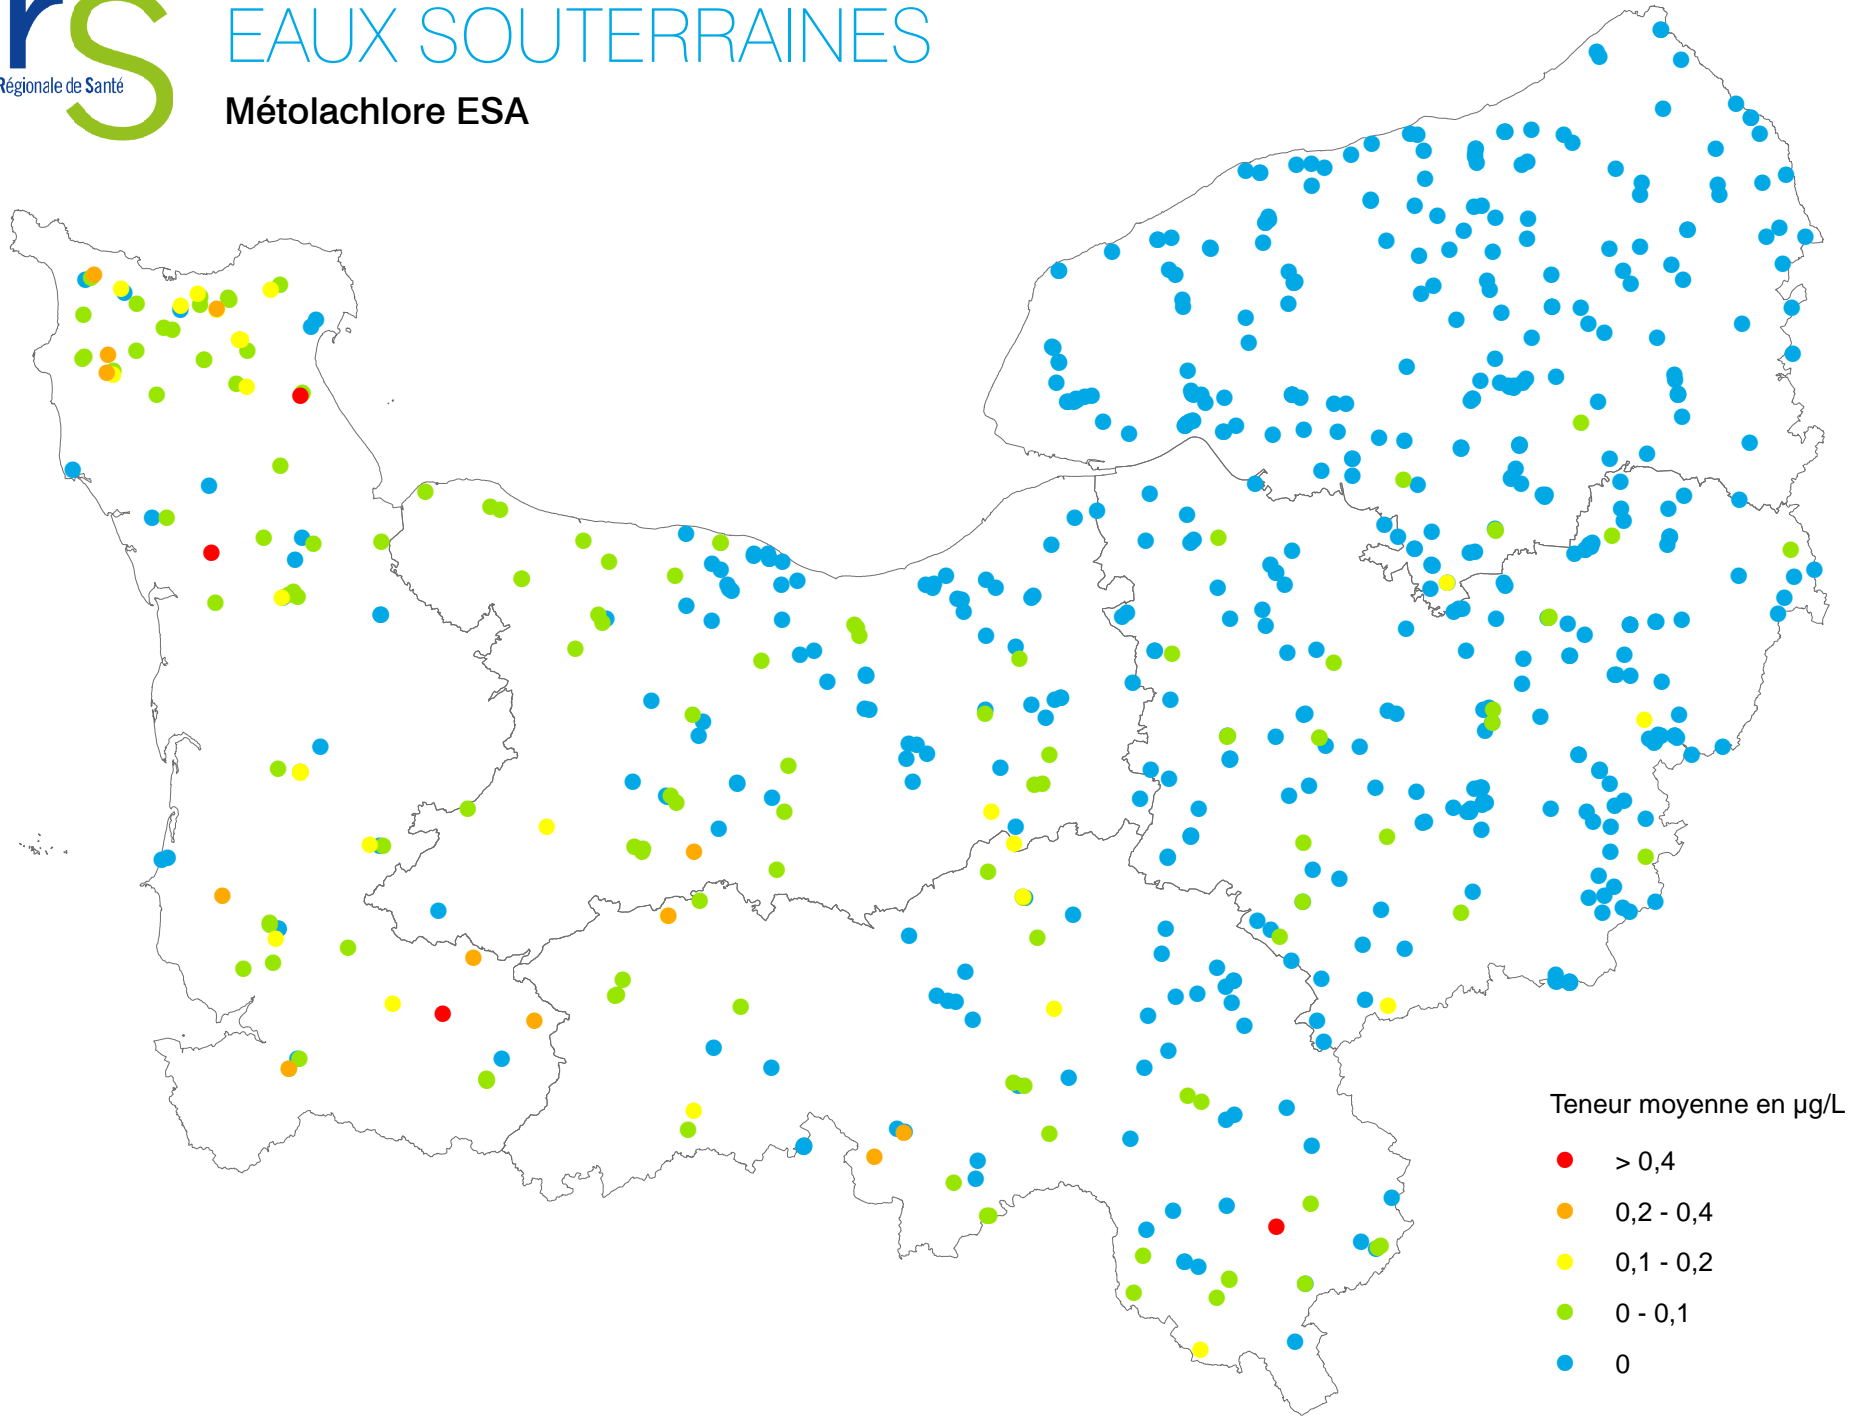 rS
EAUX SOUTERRAINES
Régionale de Santé
Métolachlore ESA
Teneur moyenne en µg/L
> 0,4
0,2 - 0,4
0,1 - 0,2
0 - 0,1
0